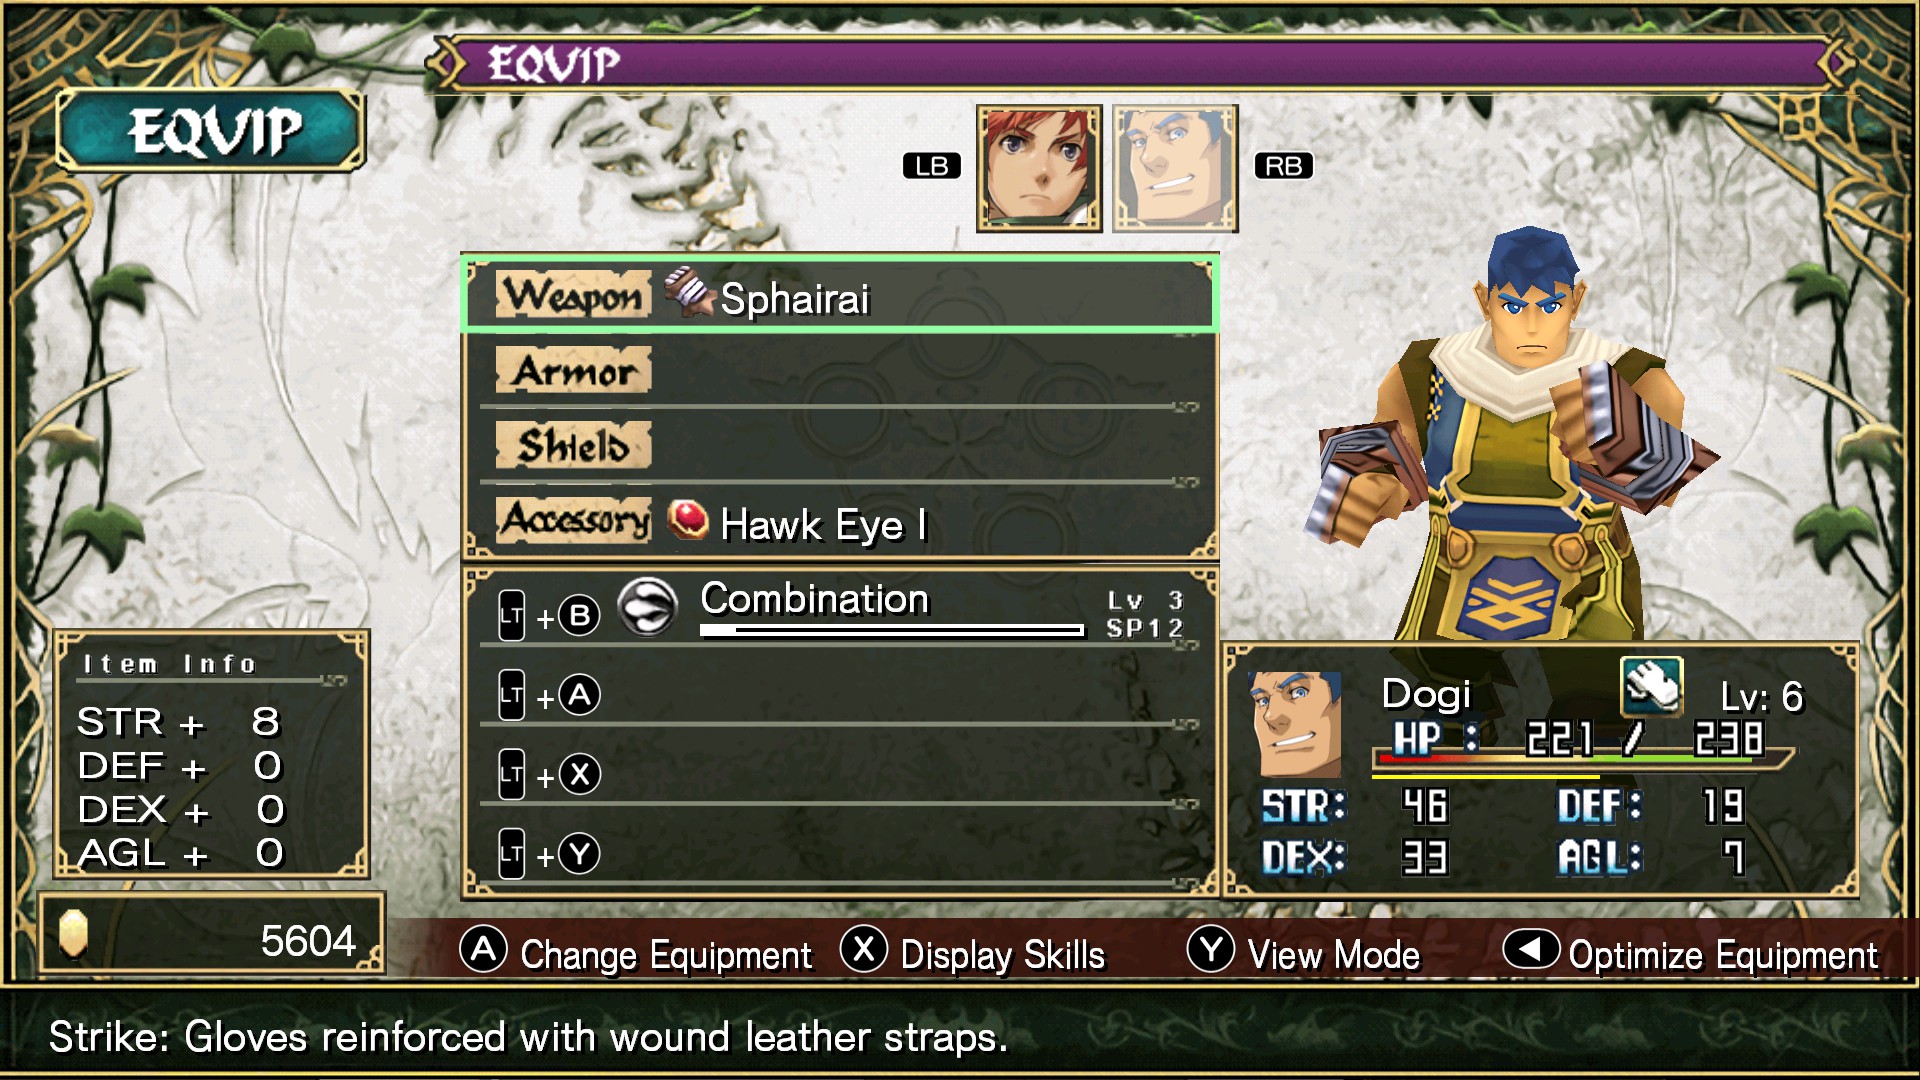 EQUIP
EQUIP
LB
RB
Weapon Sphairai
Armor
Shield
Accessory Hawk Eye I
LT + B Combination Lv 3
SP12
LT + A
LT + X
LT + Y
Item Info
STR + 8
DEF + 0
DEX + 0
AGL + 0
5604
Dogi Lv: 6
HP : 221 / 238
STR: 46 DEF: 19
DEX: 33 AGL: 7
A Change Equipment X Display Skills Y View Mode ◀ Optimize Equipment
Strike: Gloves reinforced with wound leather straps.